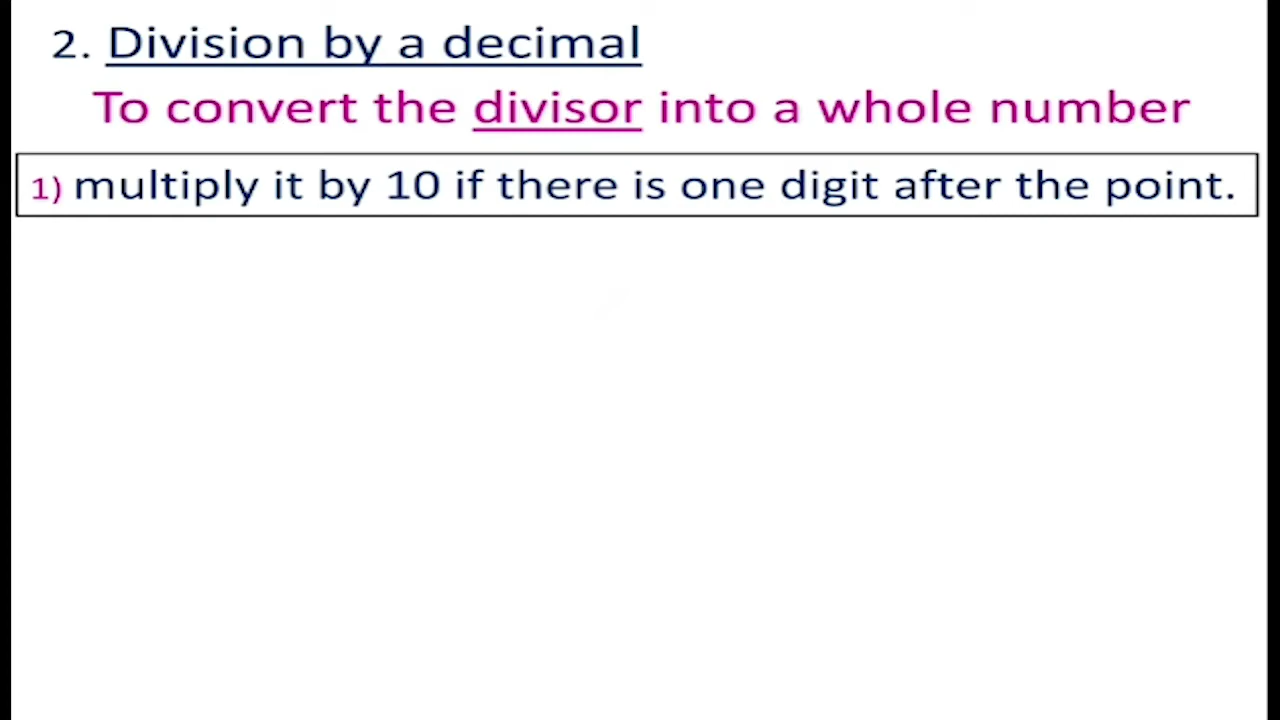 2. Division by a decimal
To convert the divisor into a whole number
1) multiply it by 10 if there is one digit after the point.